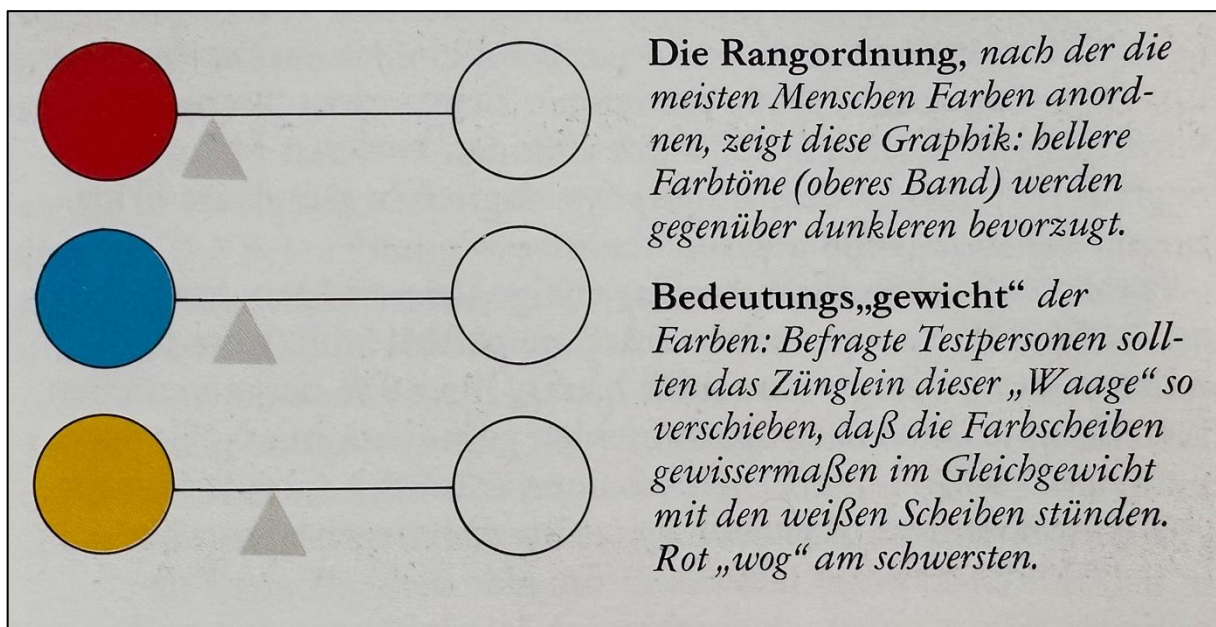 Die Rangordnung, nach der die
meisten Menschen Farben anord-
nen, zeigt diese Graphik: hellere
Farbtöne (oberes Band) werden
gegenüber dunkleren bevorzugt.
Bedeutungs„gewicht“ der
Farben: Befragte Testpersonen soll-
ten das Zünglein dieser „Waage“ so
verschieben, daß die Farbscheiben
gewissermaßen im Gleichgewicht
mit den weißen Scheiben stünden.
Rot „wog“ am schwersten.